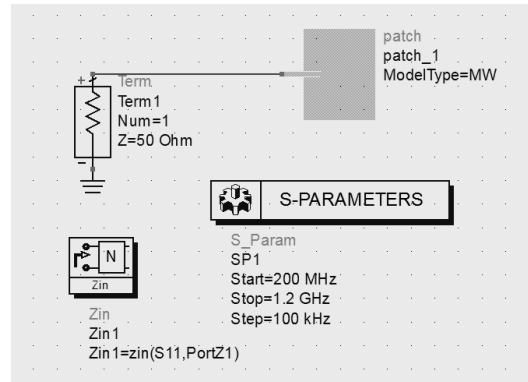 patch
patch_1
ModelType=MW
+
Term
Term1
Num=1
Z=50 Ohm
-
S-PARAMETERS
S_Param
SP1
Start=200 MHz
Stop=1.2 GHz
Step=100 kHz
N
Zin
Zin
Zin1
Zin1=zin(S11,PortZ1)